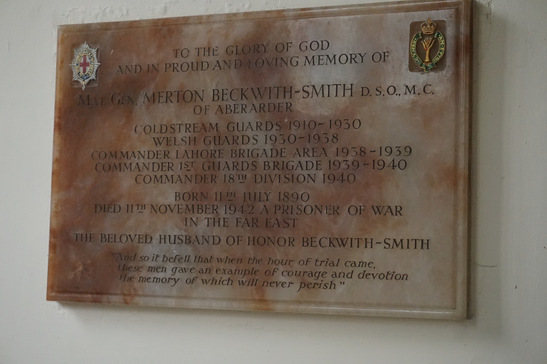 TO THE GLORY OF GOD
AND IN PROUD AND LOVING MEMORY OF
MAJ. GEN. MERTON BECKWITH-SMITH D.S.O., M.C.
OF ABERARDER
COLDSTREAM GUARDS 1910-1930
WELSH GUARDS 1930-1938
COMMANDER LAHORE BRIGADE AREA 1938-1939
COMMANDER 1ST GUARDS BRIGADE 1939-1940
COMMANDER 18TH DIVISION 1940
BORN 11TH JULY 1890
DIED 11TH NOVEMBER 1942 A PRISONER OF WAR
IN THE FAR EAST
THE BELOVED HUSBAND OF HONOR BECKWITH-SMITH
"And so it befell that when the hour of trial came,
these men gave an example of courage and devotion
the memory of which will never perish"